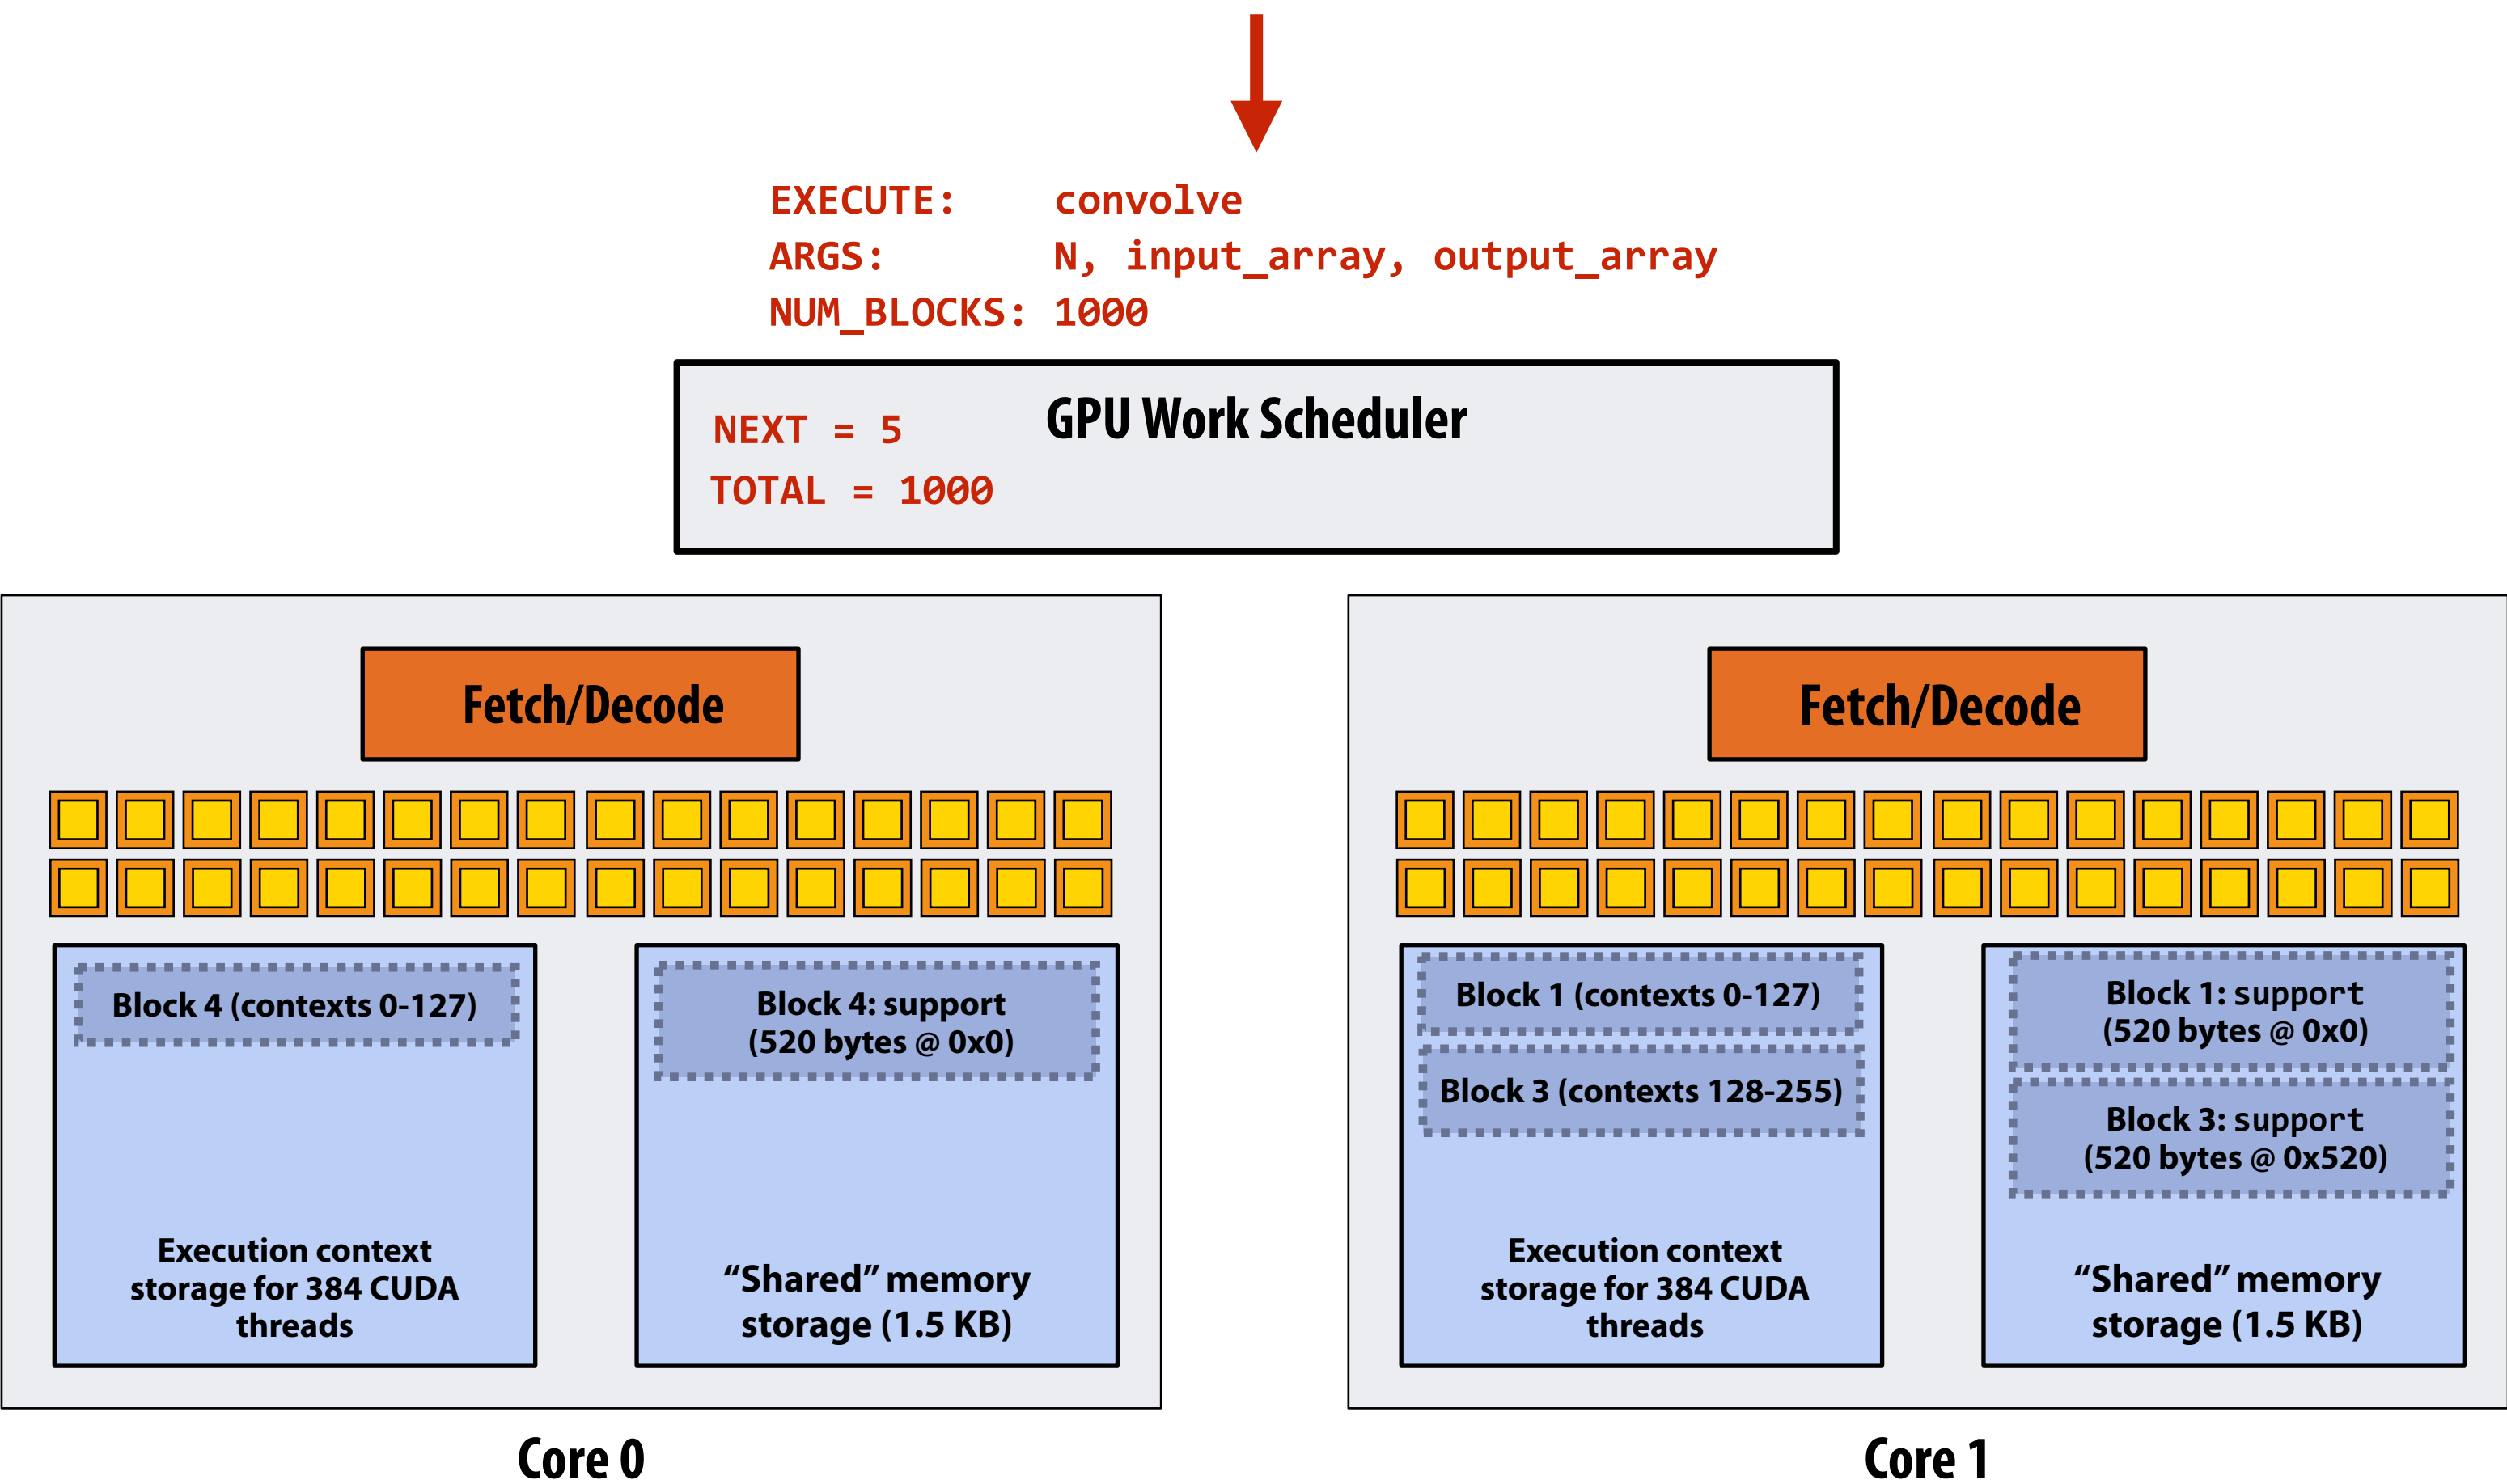 EXECUTE: convolve
ARGS: N, input_array, output_array
NUM_BLOCKS: 1000
GPU Work Scheduler
NEXT = 5
TOTAL = 1000
Fetch/Decode
Block 4 (contexts 0-127)
Execution context
storage for 384 CUDA
threads
Block 4: support
(520 bytes @ 0x0)
“Shared” memory
storage (1.5 KB)
Core 0
Fetch/Decode
Block 1 (contexts 0-127)
Block 3 (contexts 128-255)
Execution context
storage for 384 CUDA
threads
Block 1: support
(520 bytes @ 0x0)
Block 3: support
(520 bytes @ 0x520)
“Shared” memory
storage (1.5 KB)
Core 1